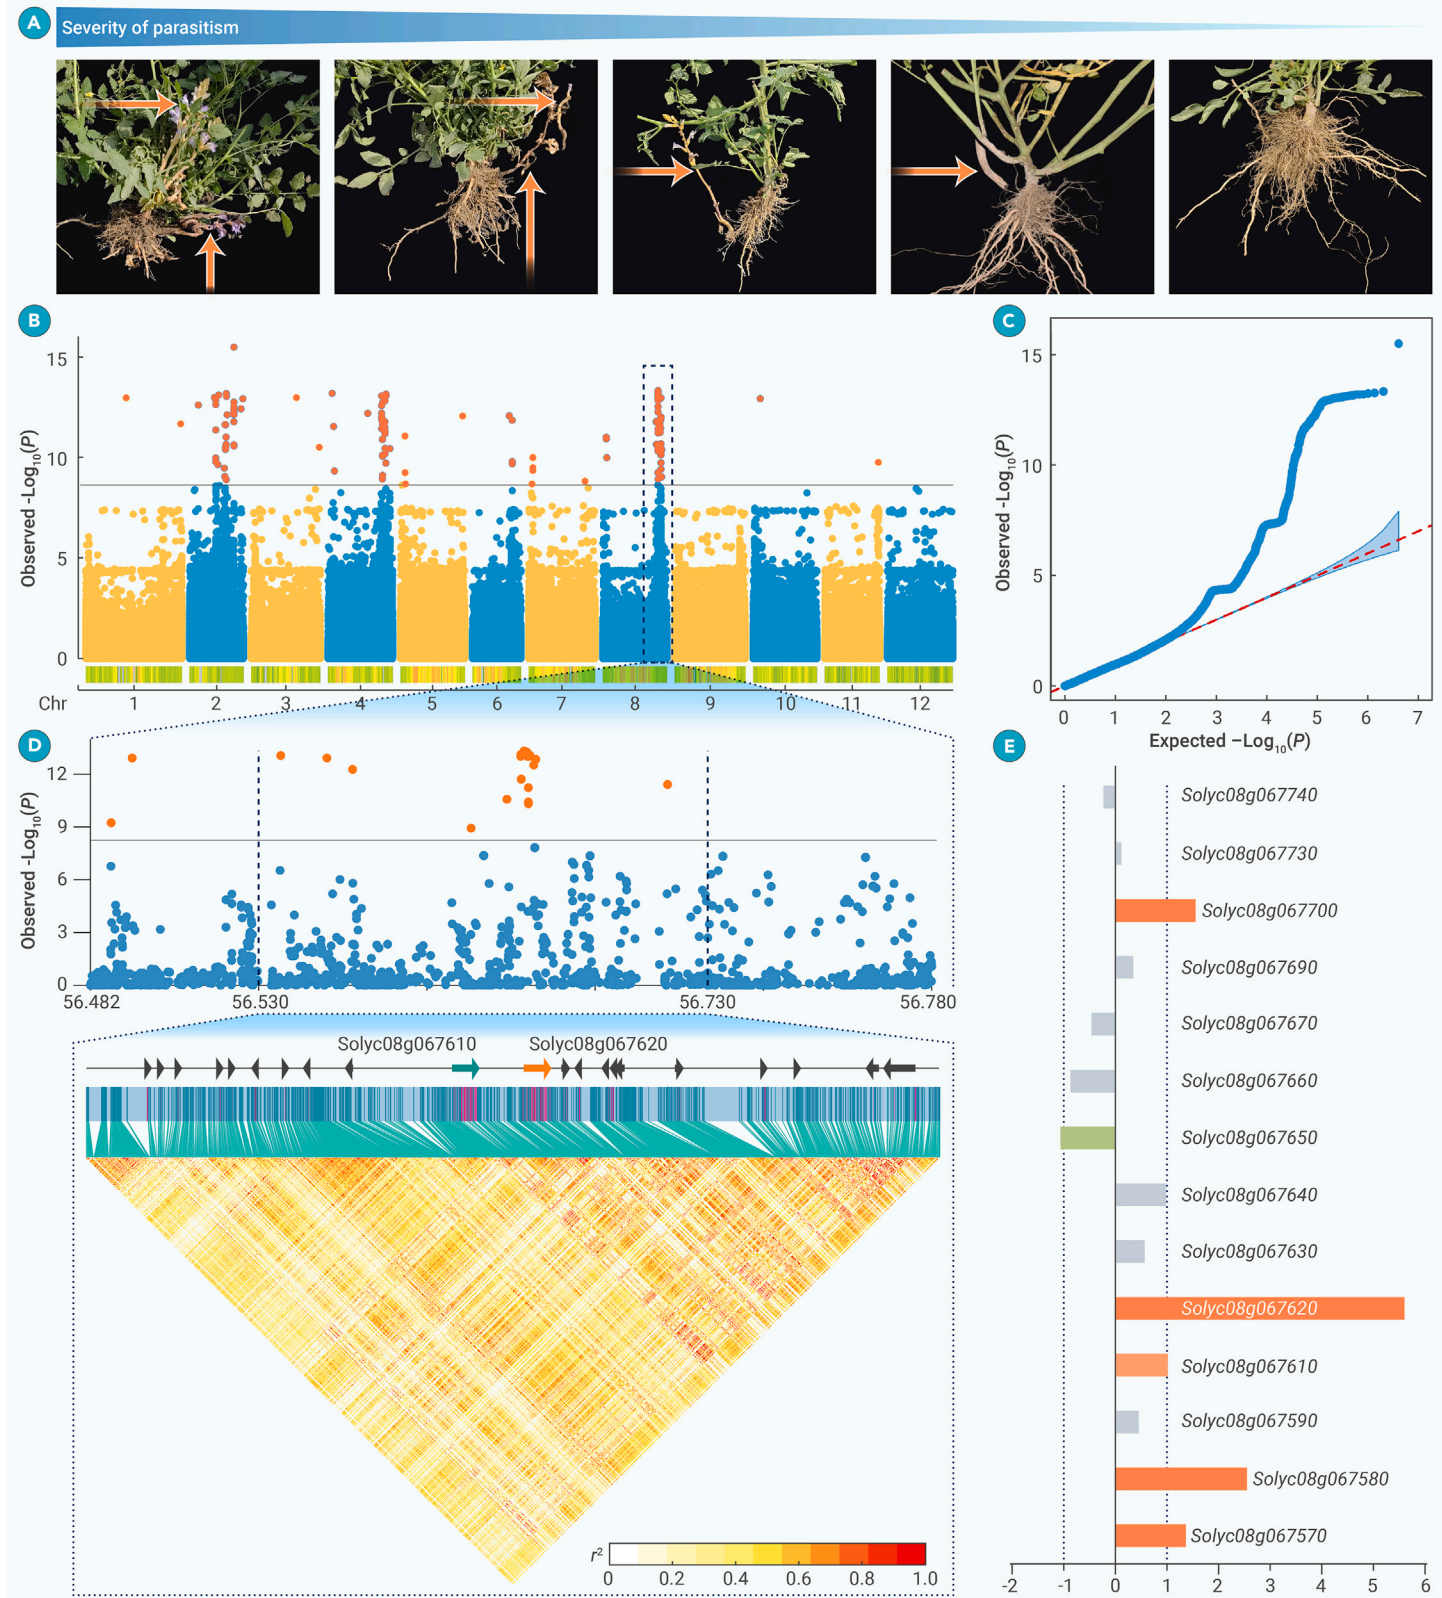 A
Severity of parasitism
B
15
10
5
0
Observed -Log10(P)
Chr
1 2 3 4 5 6 7 8 9 10 11 12
C
15
10
5
0
Observed -Log10(P)
0 1 2 3 4 5 6 7
Expected −Log10(P)
D
12
9
6
3
0
Observed -Log10(P)
56.482 56.530 56.730 56.780
Solyc08g067610 Solyc08g067620
r2
0 0.2 0.4 0.6 0.8 1.0
E
Solyc08g067740
Solyc08g067730
Solyc08g067700
Solyc08g067690
Solyc08g067670
Solyc08g067660
Solyc08g067650
Solyc08g067640
Solyc08g067630
Solyc08g067620
Solyc08g067610
Solyc08g067590
Solyc08g067580
Solyc08g067570
-2 -1 0 1 2 3 4 5 6